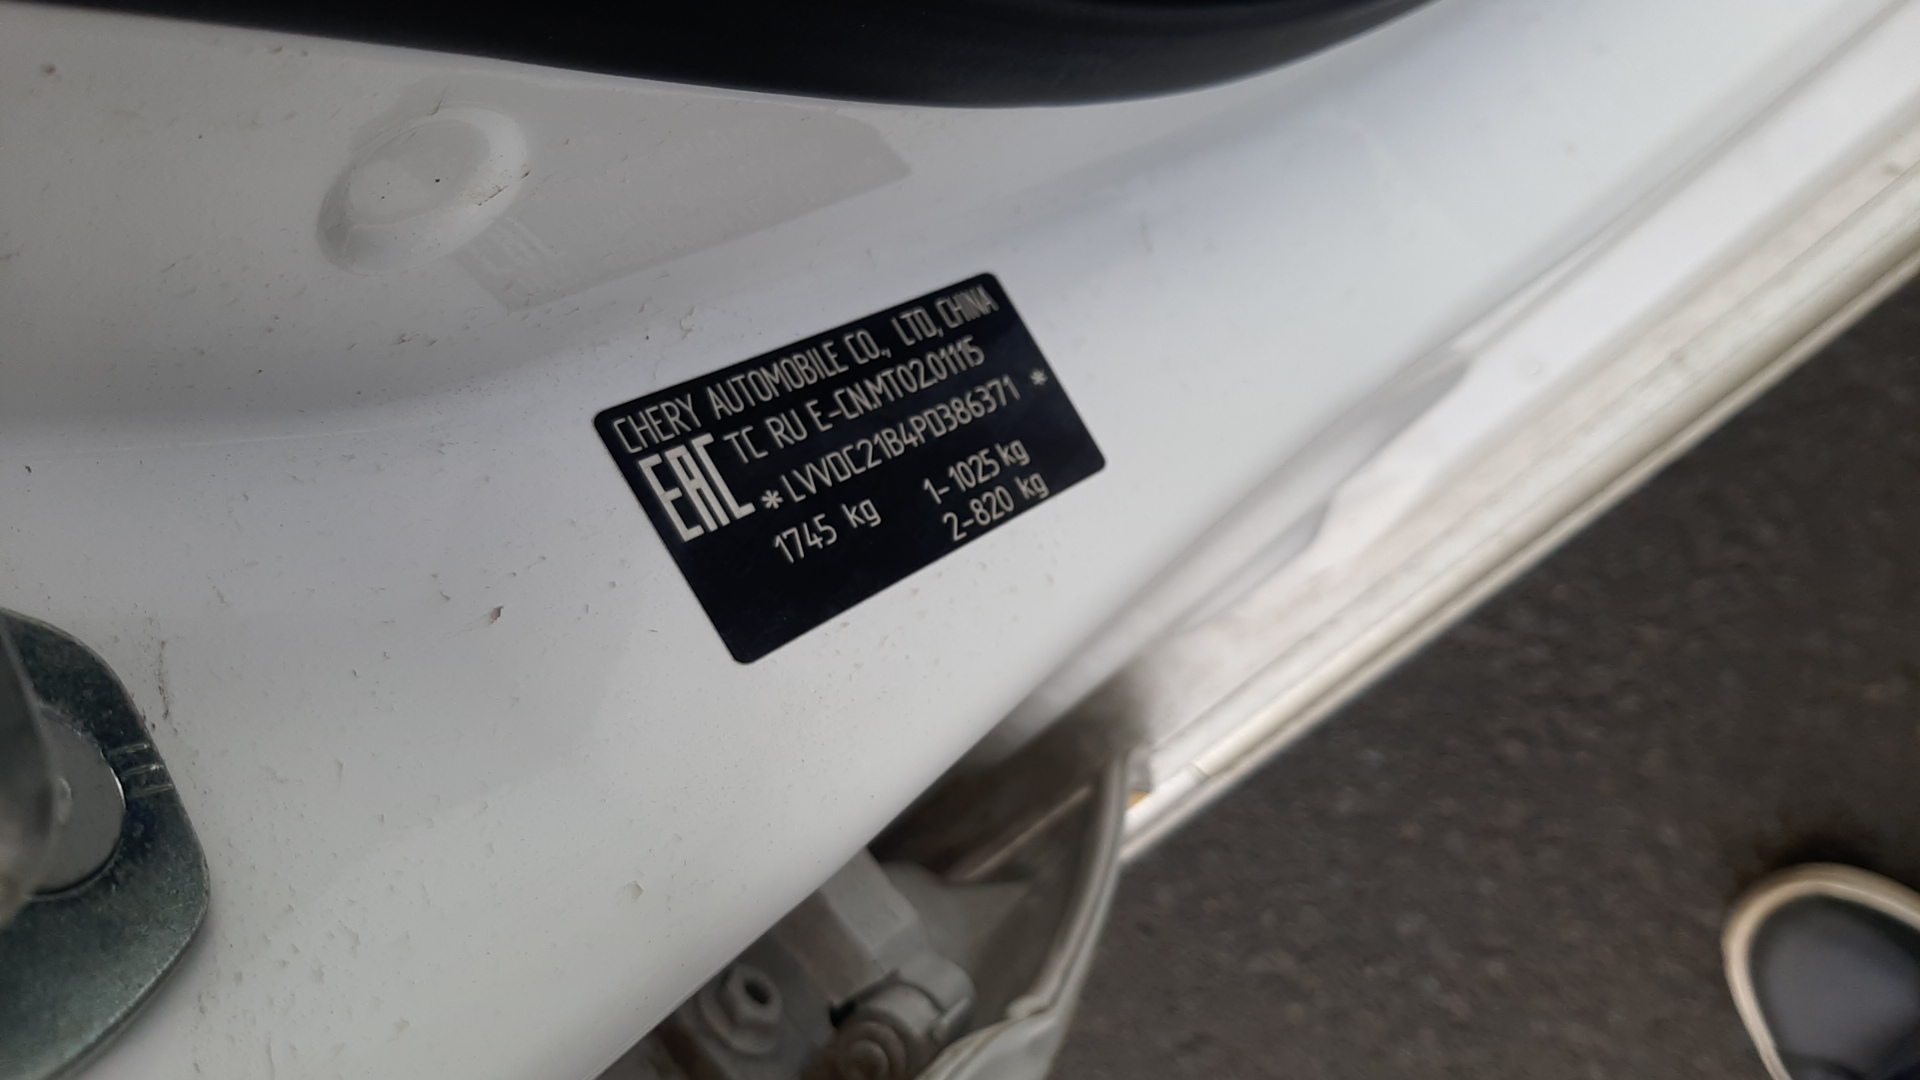 CHERY AUTOMOBILE CO., LTD, CHINA
EAC TC RU E-CN.MT02.01115
*LVVDC21B4PD386371 *
1745 kg 1-1025 kg
2-820 kg